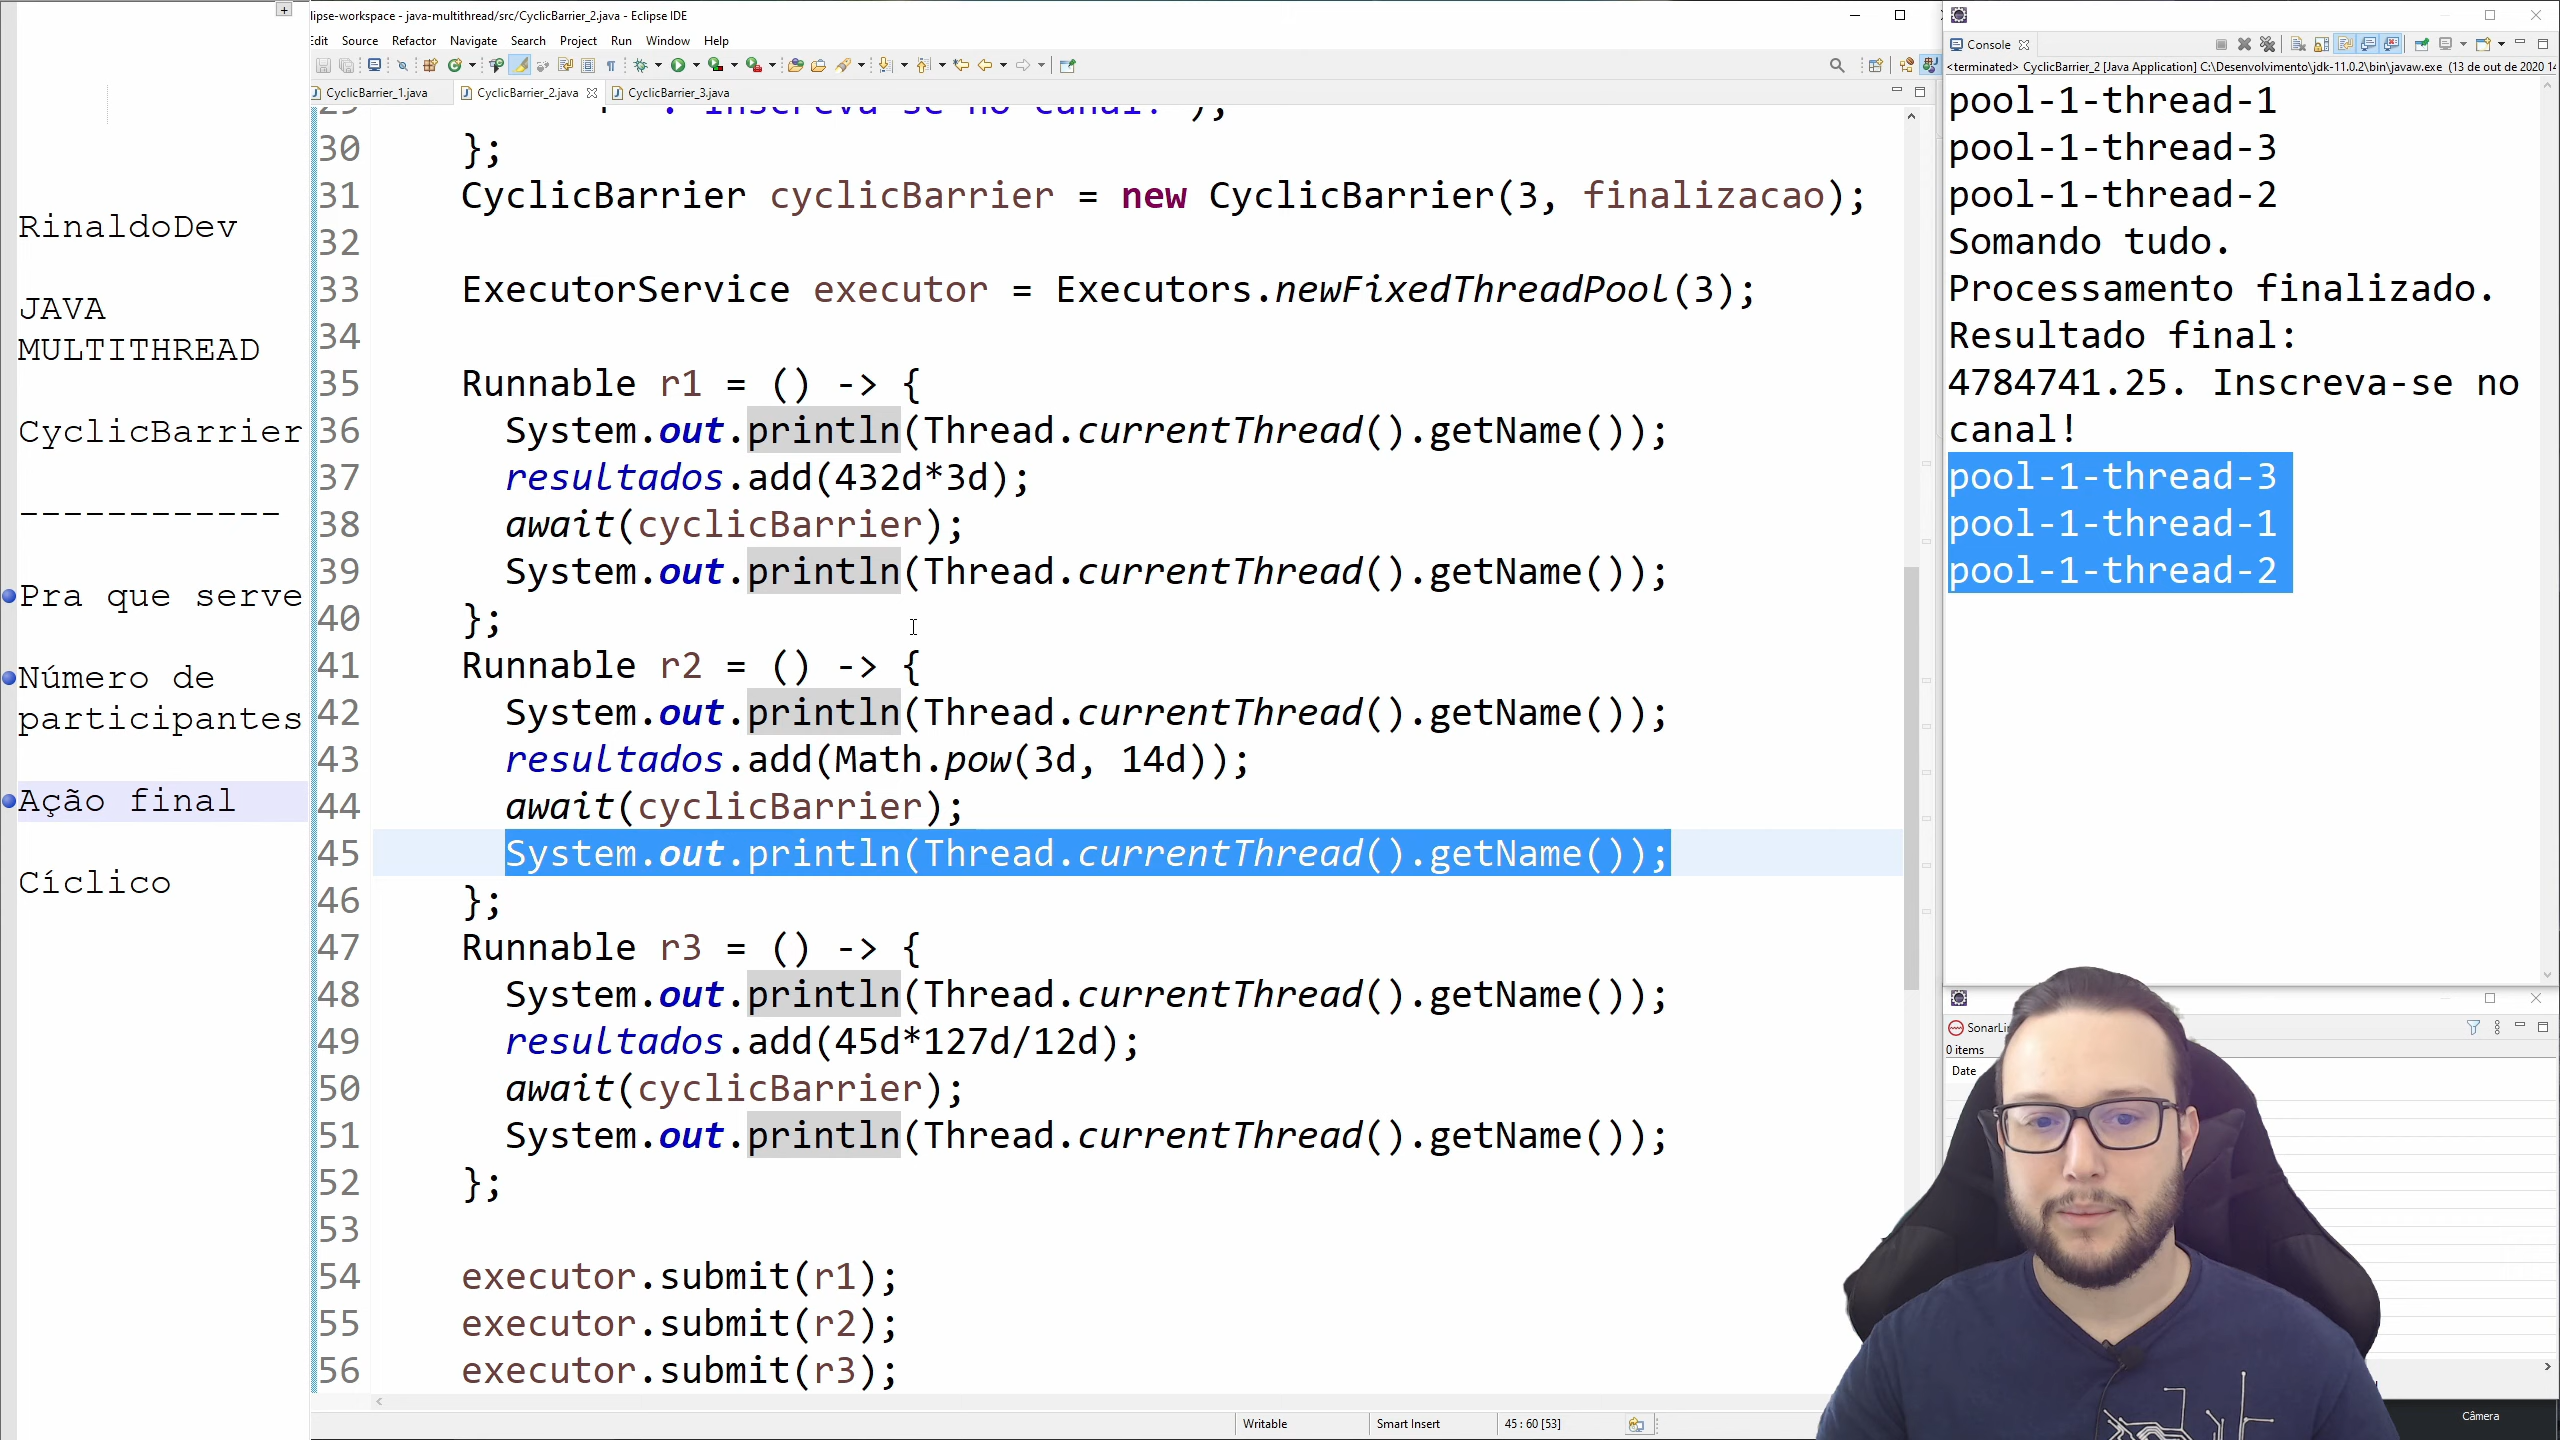 lipse-workspace - java-multithread/src/CyclicBarrier_2.java - Eclipse IDE
Edit Source Refactor Navigate Search Project Run Window Help
CyclicBarrier_1.java CyclicBarrier_2.java CyclicBarrier_3.java
RinaldoDev
JAVA
MULTITHREAD
CyclicBarrier
------------
Pra que serve
Número de
participantes
Ação final
Cíclico
29 + ". Inscreva-se no canal!");
30 };
31 CyclicBarrier cyclicBarrier = new CyclicBarrier(3, finalizacao);
32
33 ExecutorService executor = Executors.newFixedThreadPool(3);
34
35 Runnable r1 = () -> {
36 System.out.println(Thread.currentThread().getName());
37 resultados.add(432d*3d);
38 await(cyclicBarrier);
39 System.out.println(Thread.currentThread().getName());
40 };
41 Runnable r2 = () -> {
42 System.out.println(Thread.currentThread().getName());
43 resultados.add(Math.pow(3d, 14d));
44 await(cyclicBarrier);
45 System.out.println(Thread.currentThread().getName());
46 };
47 Runnable r3 = () -> {
48 System.out.println(Thread.currentThread().getName());
49 resultados.add(45d*127d/12d);
50 await(cyclicBarrier);
51 System.out.println(Thread.currentThread().getName());
52 };
53
54 executor.submit(r1);
55 executor.submit(r2);
56 executor.submit(r3);
Writable Smart Insert 45 : 60 [53]
Console
<terminated> CyclicBarrier_2 [Java Application] C:\Desenvolvimento\jdk-11.0.2\bin\javaw.exe (13 de out de 2020 14
pool-1-thread-1
pool-1-thread-3
pool-1-thread-2
Somando tudo.
Processamento finalizado.
Resultado final:
4784741.25. Inscreva-se no
canal!
pool-1-thread-3
pool-1-thread-1
pool-1-thread-2
SonarLi
0 items
Date
Câmera